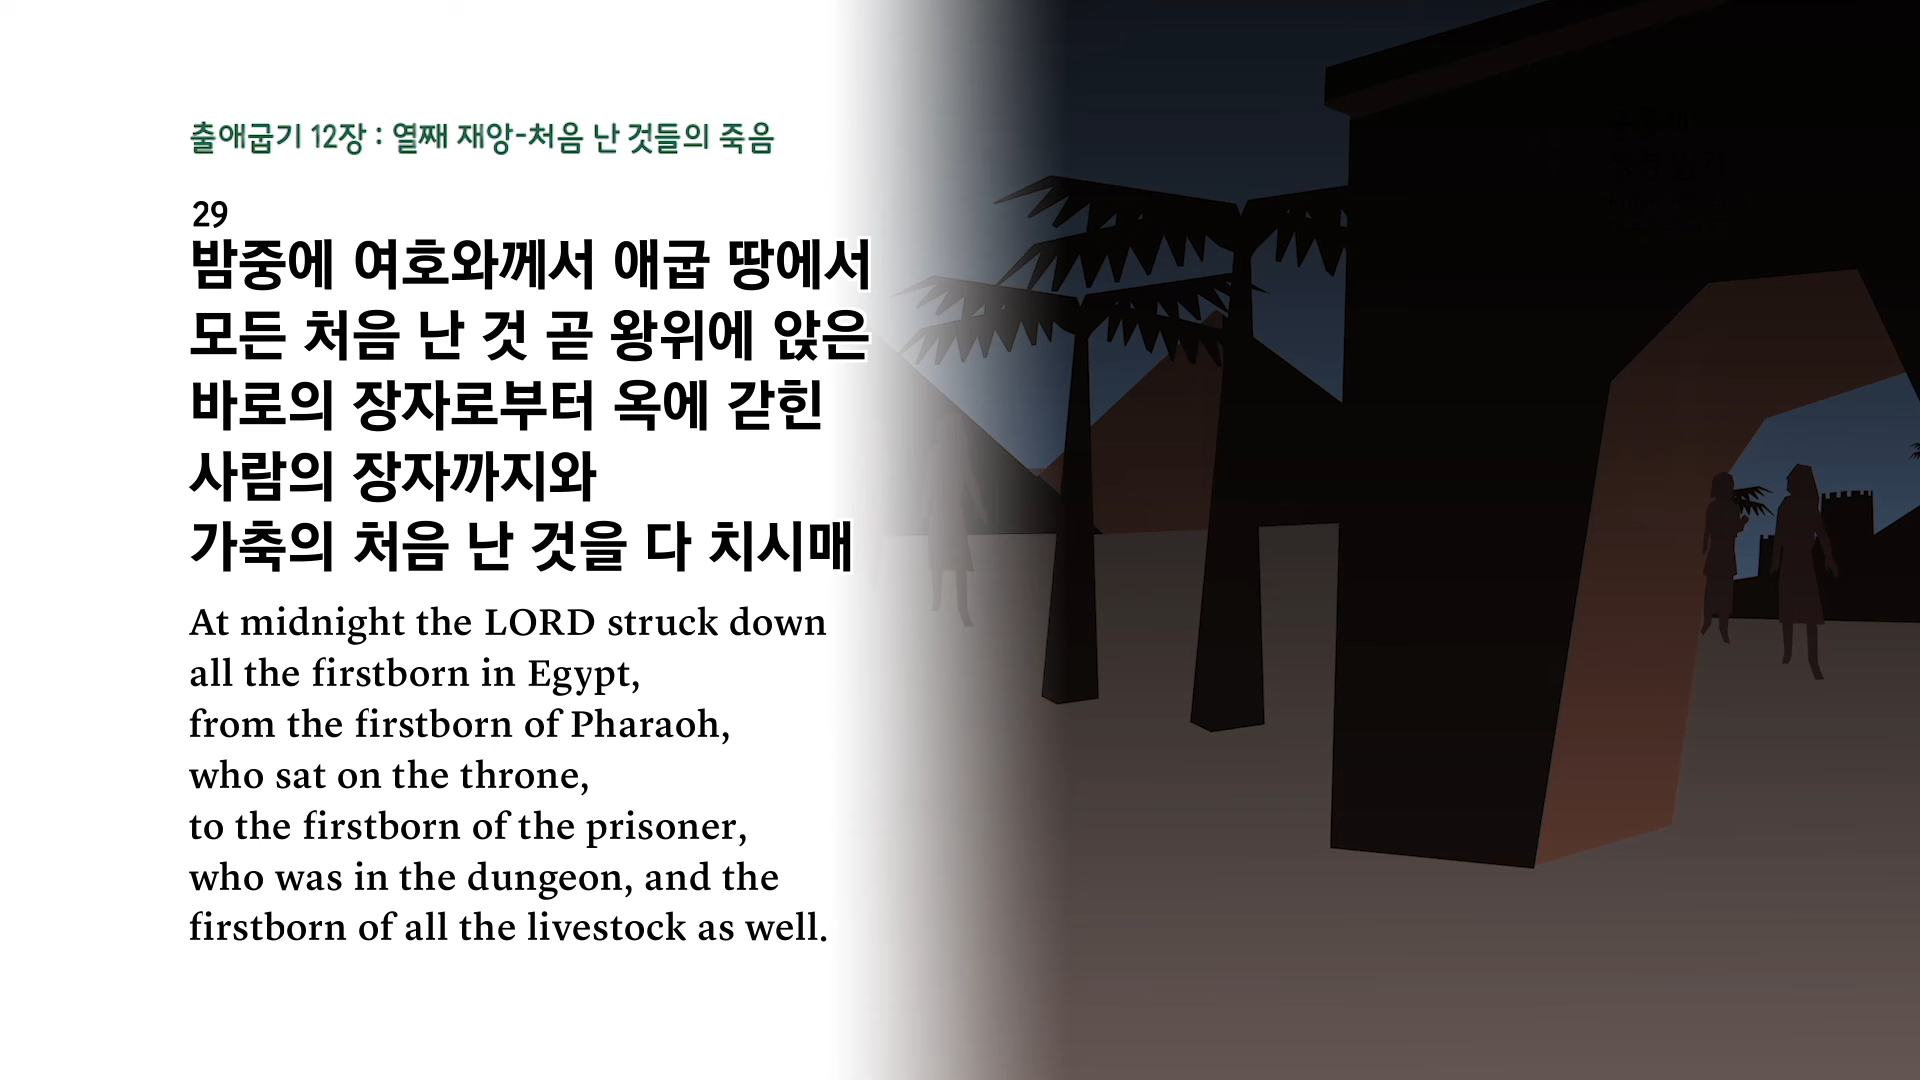 출애굽기 12장 : 열째 재앙-처음 난 것들의 죽음
29
밤중에 여호와께서 애굽 땅에서
모든 처음 난 것 곧 왕위에 앉은
바로의 장자로부터 옥에 갇힌
사람의 장자까지와
가축의 처음 난 것을 다 치시매
At midnight the LORD struck down
all the firstborn in Egypt,
from the firstborn of Pharaoh,
who sat on the throne,
to the firstborn of the prisoner,
who was in the dungeon, and the
firstborn of all the livestock as well.